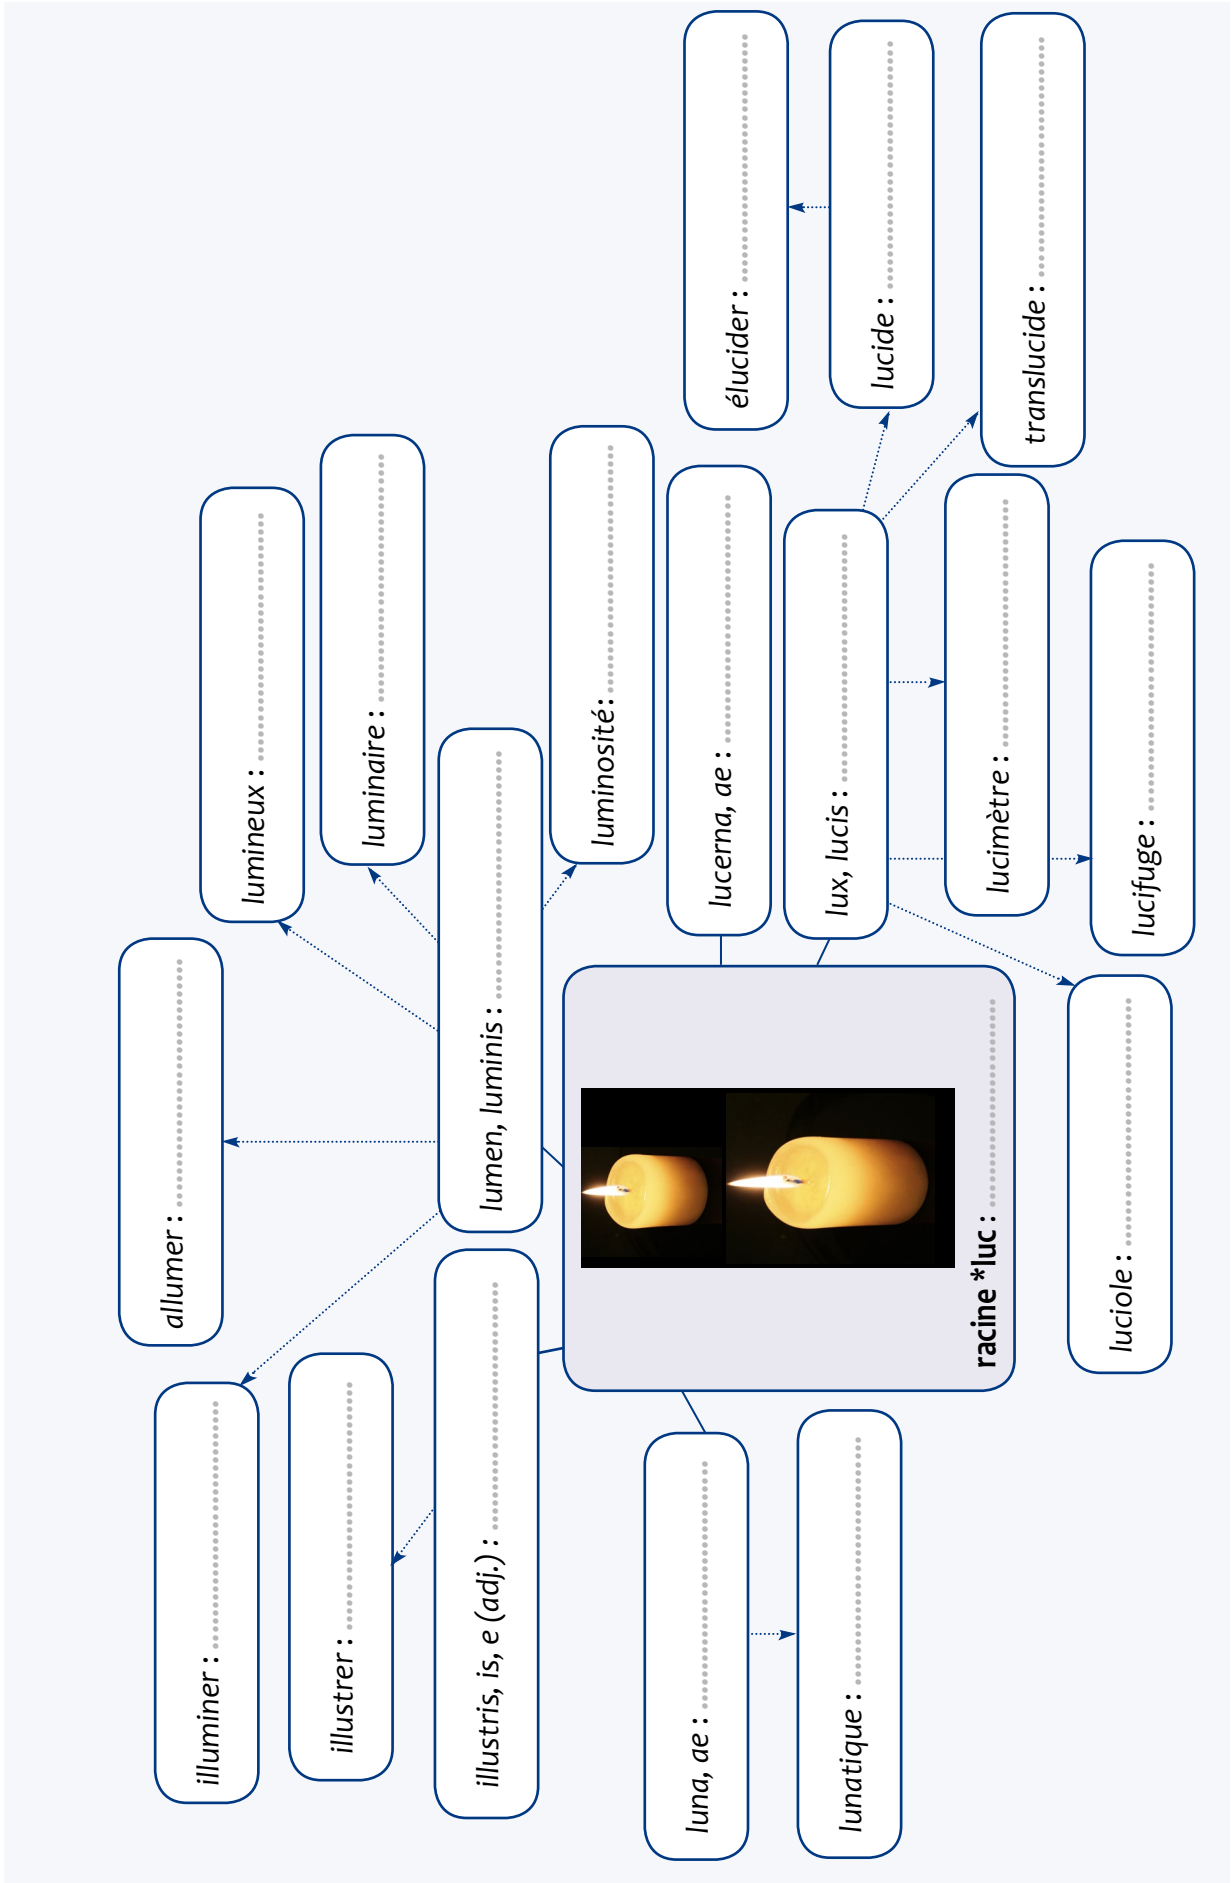 illuminer : ........................................
allumer : ........................................
lumineux : ........................................
illustrer : ........................................
luminaire : ........................................
illustris, is, e (adj.) : ........................................
lumen, luminis : ........................................
luminosité: ........................................
luna, ae : ........................................
lunatique : ........................................
racine *luc : ........................................
lucerna, ae : ........................................
élucider : ........................................
lux, lucis : ........................................
lucide : ........................................
lucimètre : ........................................
translucide : ........................................
luciole : ........................................
lucifuge : ........................................